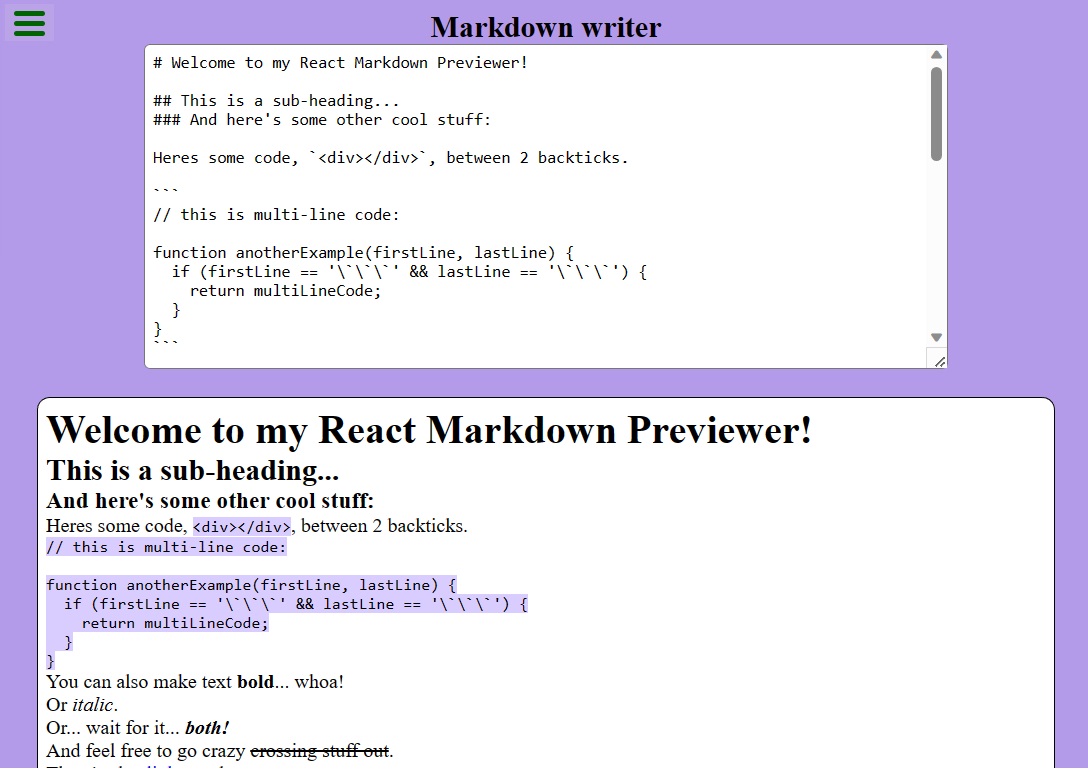 Markdown writer
# Welcome to my React Markdown Previewer!
## This is a sub-heading...
### And here's some other cool stuff:
Heres some code, `<div></div>`, between 2 backticks.
```
// this is multi-line code:
function anotherExample(firstLine, lastLine) {
  if (firstLine == '\`\`\`' && lastLine == '\`\`\`') {
    return multiLineCode;
  }
}
```
Welcome to my React Markdown Previewer!
This is a sub-heading...
And here's some other cool stuff:
Heres some code, <div></div>, between 2 backticks.
// this is multi-line code:
function anotherExample(firstLine, lastLine) {
  if (firstLine == '\`\`\`' && lastLine == '\`\`\`') {
    return multiLineCode;
  }
}
You can also make text bold... whoa!
Or italic.
Or... wait for it... both!
And feel free to go crazy crossing stuff out.